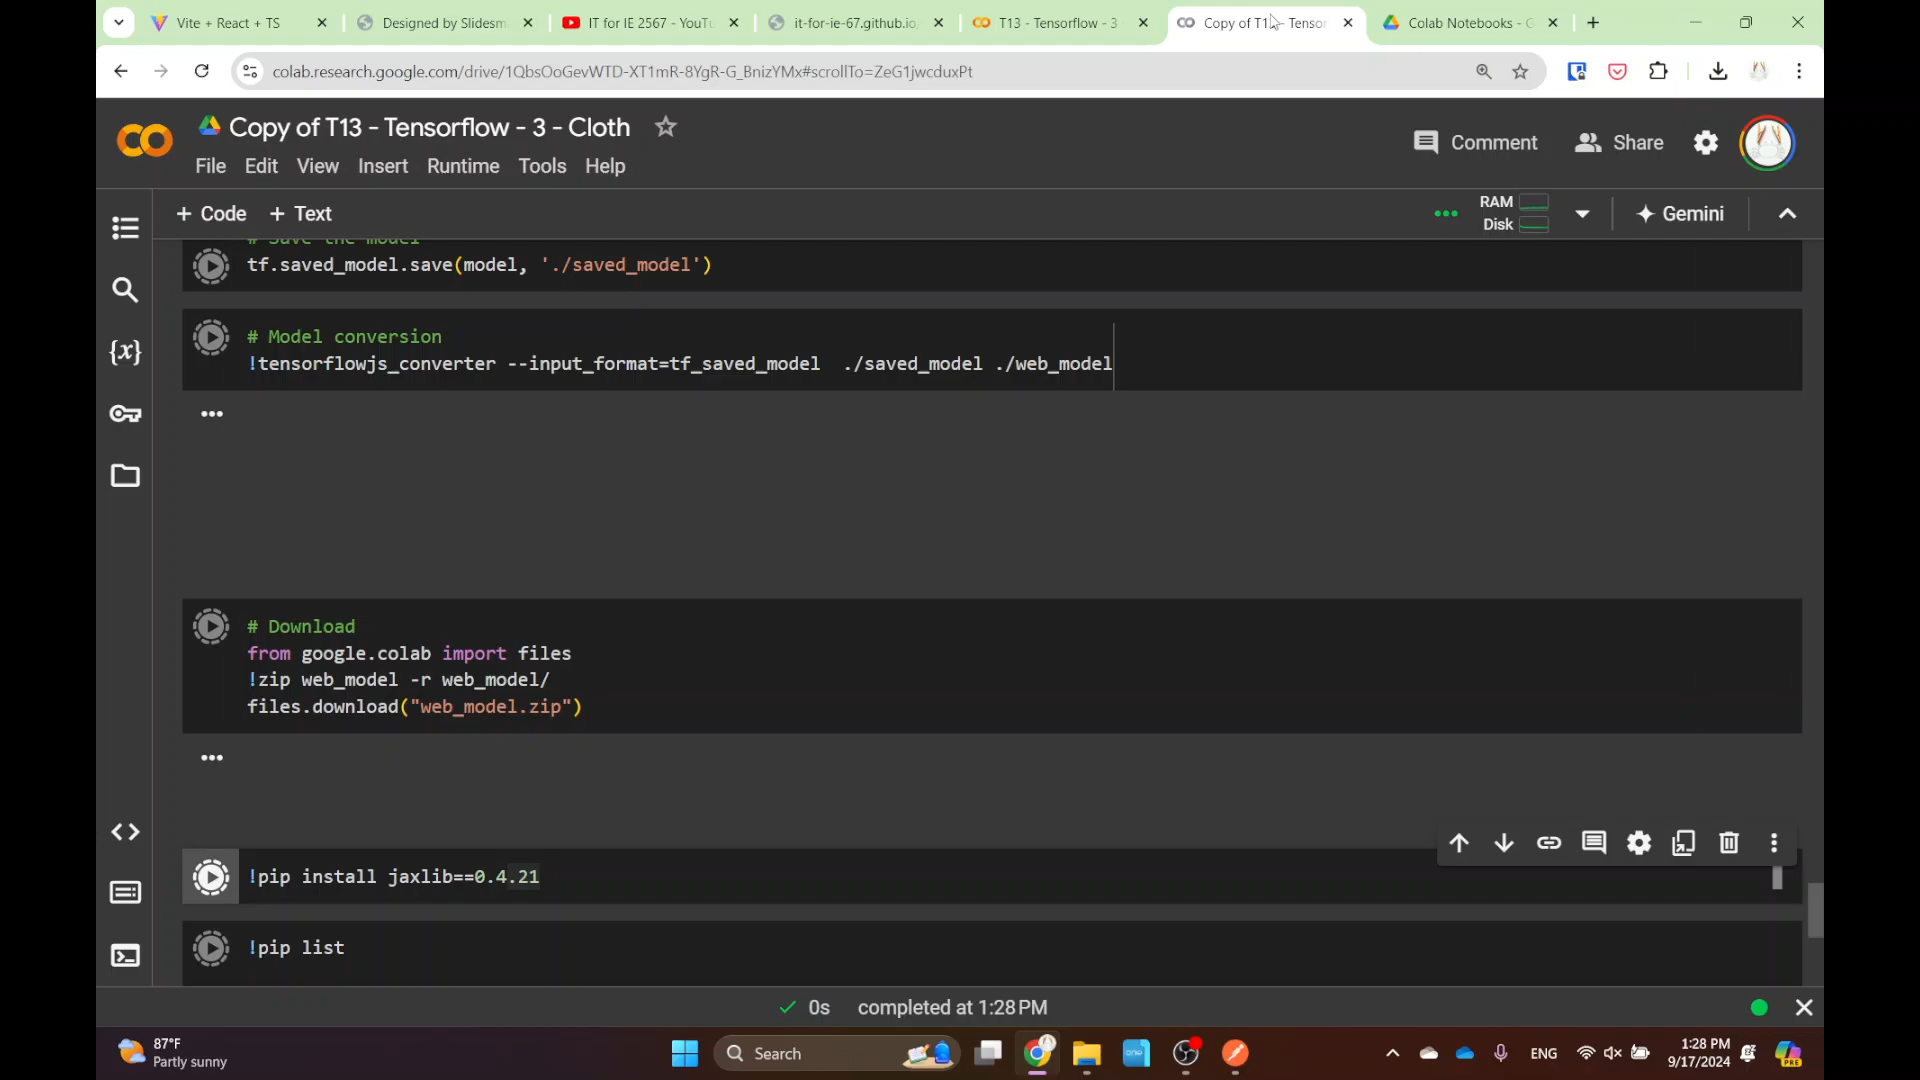 Vite + React + TS
Designed by Slidesm
IT for IE 2567 - YouTu
it-for-ie-67.github.io
T13 - Tensorflow - 3
Copy of T1 - Tensor
Colab Notebooks - G
colab.research.google.com/drive/1QbsOoGevWTD-XT1mR-8YgR-G_BnizYMx#scrollTo=ZeG1jwcduxPt
Copy of T13 - Tensorflow - 3 - Cloth
Comment
Share
File Edit View Insert Runtime Tools Help
+ Code + Text
RAM
Disk
Gemini
# Save the model
tf.saved_model.save(model, './saved_model')
# Model conversion
!tensorflowjs_converter --input_format=tf_saved_model  ./saved_model ./web_model
# Download
from google.colab import files
!zip web_model -r web_model/
files.download("web_model.zip")
!pip install jaxlib==0.4.21
!pip list
0s completed at 1:28 PM
87°F
Partly sunny
Search
ENG
1:28 PM
9/17/2024